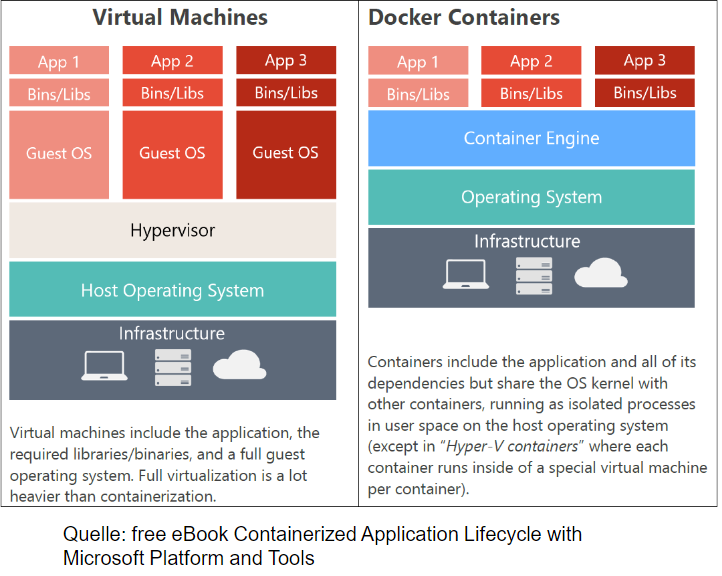 Virtual Machines
App 1
App 2
App 3
Bins/Libs
Bins/Libs
Bins/Libs
Guest OS
Guest OS
Guest OS
Hypervisor
Host Operating System
Infrastructure
Virtual machines include the application, the
required libraries/binaries, and a full guest
operating system. Full virtualization is a lot
heavier than containerization.
Docker Containers
App 1
App 2
App 3
Bins/Libs
Bins/Libs
Bins/Libs
Container Engine
Operating System
Infrastructure
Containers include the application and all of its
dependencies but share the OS kernel with
other containers, running as isolated processes
in user space on the host operating system
(except in “Hyper-V containers” where each
container runs inside of a special virtual machine
per container).
Quelle: free eBook Containerized Application Lifecycle with
Microsoft Platform and Tools